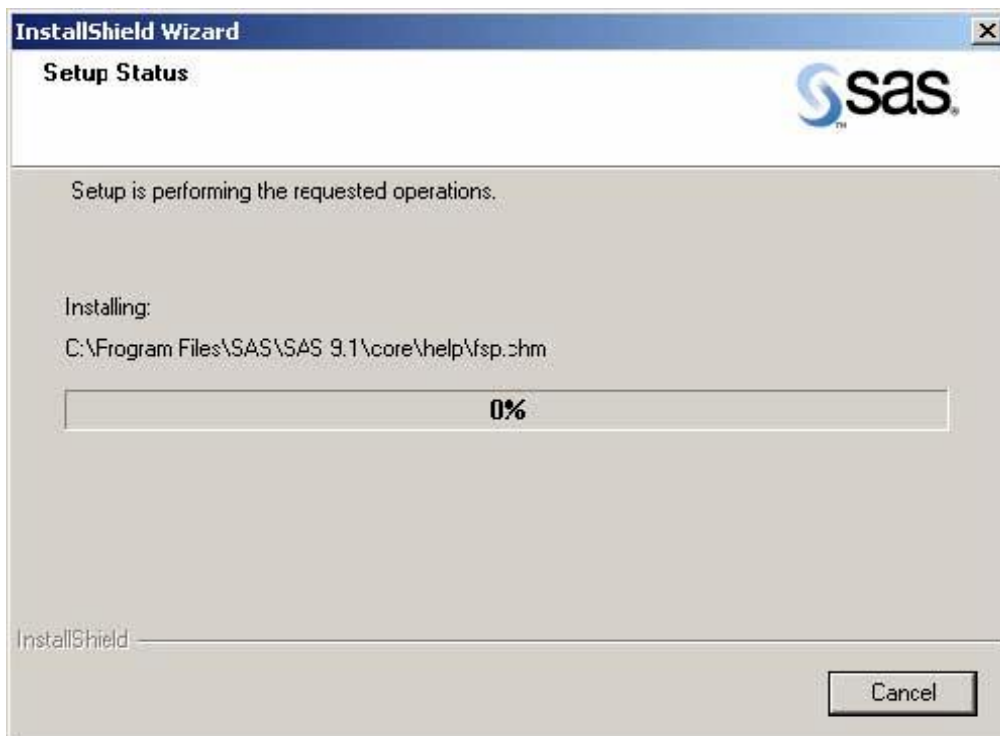 InstallShield Wizard
Setup Status
sas®
TM
Setup is performing the requested operations.
Installing:
C:\Program Files\SAS\SAS 9.1\core\help\fsp.chm
0%
InstallShield
Cancel